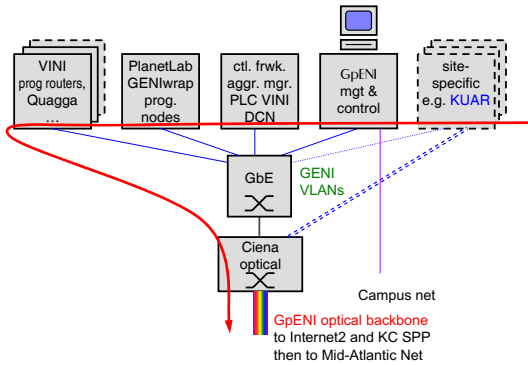 VINI
prog routers,
Quagga
...
PlanetLab
GENIwrap
prog.
nodes
ctl. frwk.
aggr. mgr.
PLC VINI
DCN
GpENI
mgt &
control
site-
specific
e.g. KUAR
GbE
GENI
VLANs
Ciena
optical
Campus net
GpENI optical backbone
to Internet2 and KC SPP
then to Mid-Atlantic Net